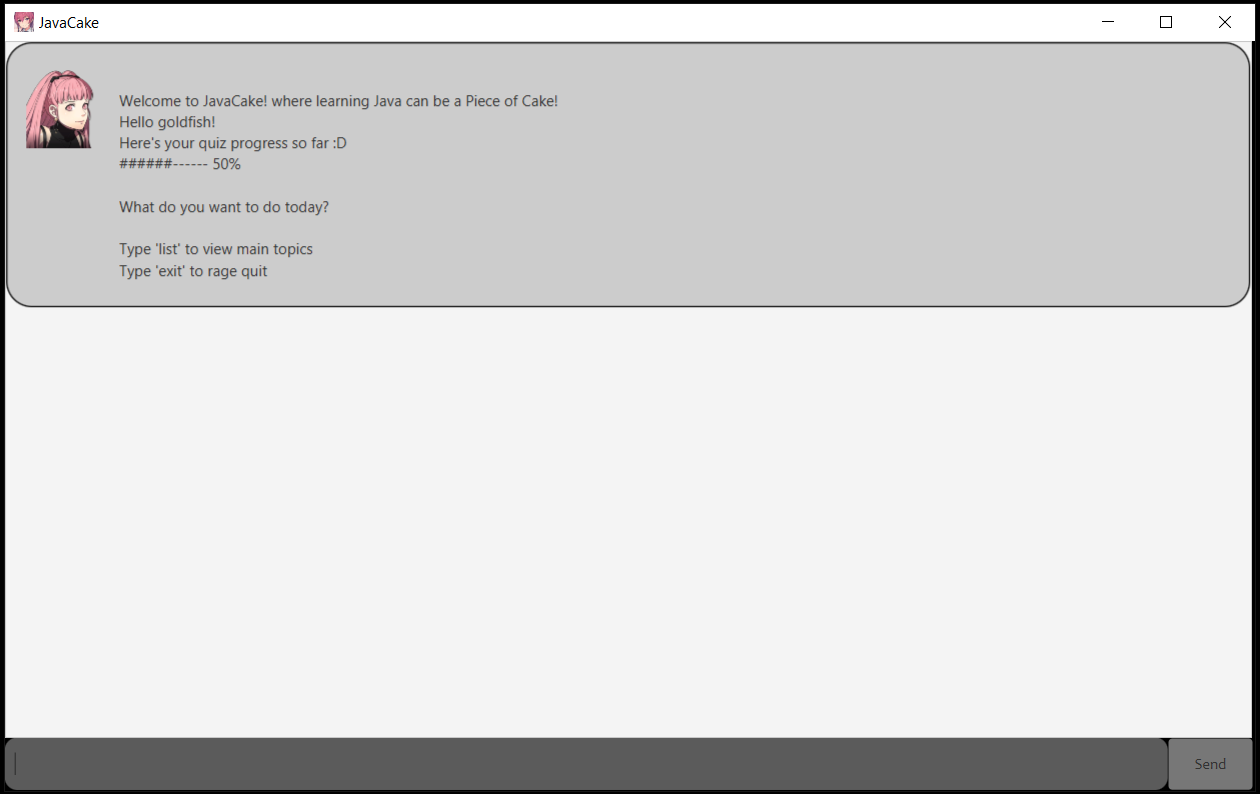 JavaCake
Welcome to JavaCake! where learning Java can be a Piece of Cake!
Hello goldfish!
Here's your quiz progress so far :D
######------ 50%
What do you want to do today?
Type 'list' to view main topics
Type 'exit' to rage quit
Send